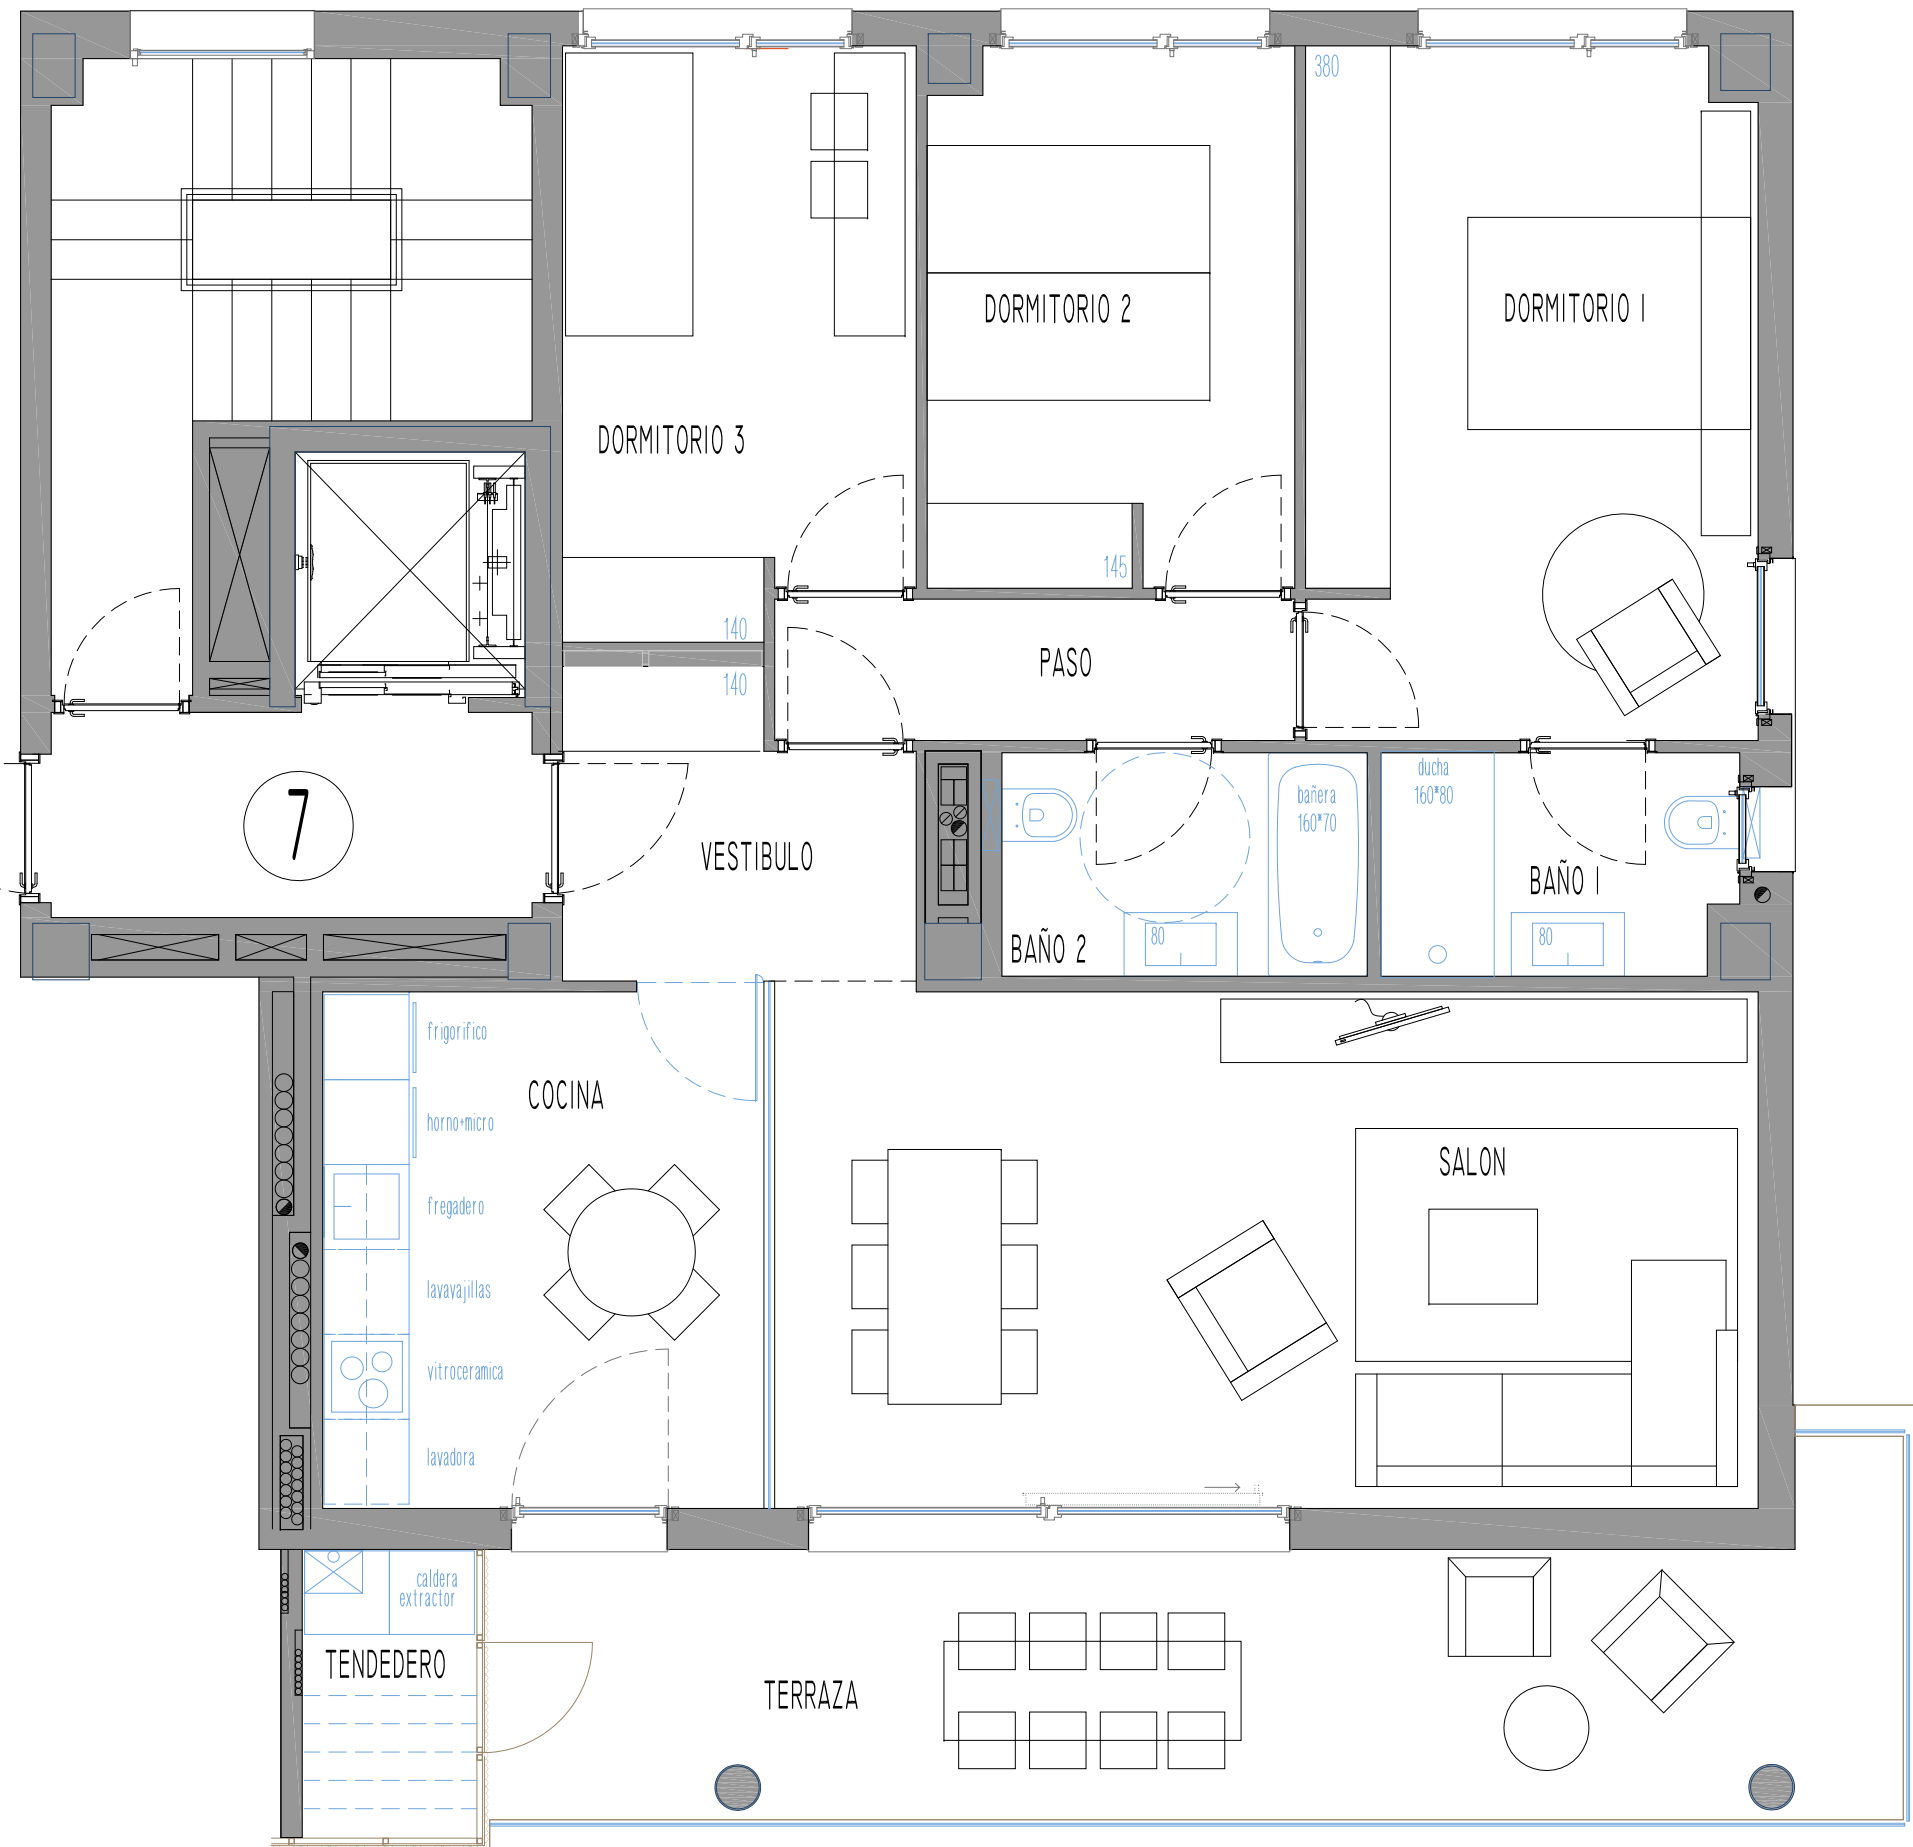 380
DORMITORIO 2
DORMITORIO 1
DORMITORIO 3
145
140
PASO
140
ducha
160*80
bañera
160*70
7
VESTIBULO
BAÑO 1
BAÑO 2
80
80
frigorifico
COCINA
horno+micro
SALON
fregadero
lavavajillas
vitroceramica
lavadora
caldera
extractor
TENDEDERO
TERRAZA